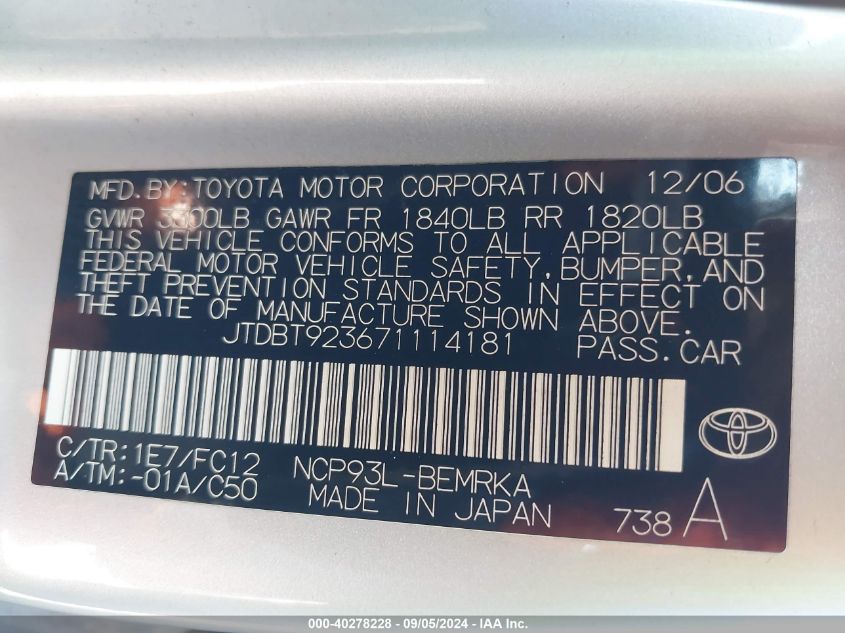 MFD.BY:TOYOTA MOTOR CORPORATION 12/06
GVWR 3300LB GAWR FR 1840LB RR 1820LB
THIS VEHICLE CONFORMS TO ALL APPLICABLE
FEDERAL MOTOR VEHICLE SAFETY,BUMPER,AND
THEFT PREVENTION STANDARDS IN EFFECT ON
THE DATE OF MANUFACTURE SHOWN ABOVE.
JTDBT923671114181 PASS.CAR
C/TR:1E7/FC12 NCP93L-BEMRKA
A/TM:-01A/C50 MADE IN JAPAN 738 A
000-40278228 - 09/05/2024 - IAA Inc.